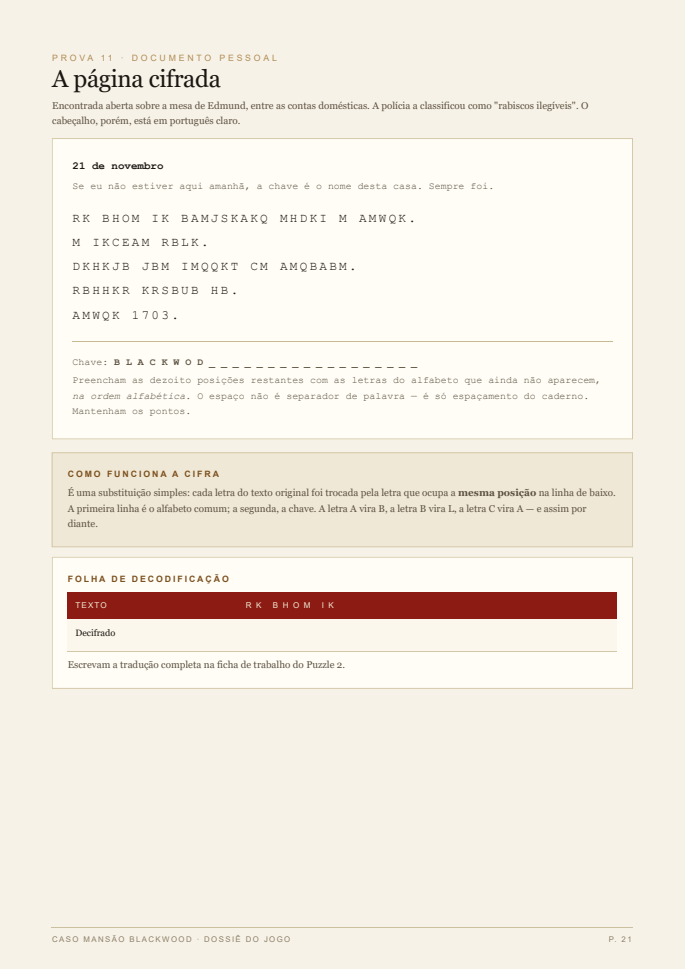 PROVA 11 · DOCUMENTO PESSOAL
A página cifrada
Encontrada aberta sobre a mesa de Edmund, entre as contas domésticas. A polícia a classificou como "rabiscos ilegíveis". O
cabeçalho, porém, está em português claro.
21 de novembro
Se eu não estiver aqui amanhã, a chave é o nome desta casa. Sempre foi.
RK BHOM IK BAMJSKAKQ MHDKI M AMWQK.
M IKCEAM RBLK.
DKHKJB JBM IMQQKT CM AMQBABM.
RBHHKR KRSBUB HB.
AMWQK 1703.
Chave: B L A C K W O D _ _ _ _ _ _ _ _ _ _ _ _ _ _ _ _ _ _
Preencham as dezoito posições restantes com as letras do alfabeto que ainda não aparecem,
na ordem alfabética. O espaço não é separador de palavra — é só espaçamento do caderno.
Mantenham os pontos.
COMO FUNCIONA A CIFRA
É uma substituição simples: cada letra do texto original foi trocada pela letra que ocupa a mesma posição na linha de baixo.
A primeira linha é o alfabeto comum; a segunda, a chave. A letra A vira B, a letra B vira L, a letra C vira A — e assim por
diante.
FOLHA DE DECODIFICAÇÃO
TEXTO RK BHOM IK
Decifrado
Escrevam a tradução completa na ficha de trabalho do Puzzle 2.
CASO MANSÃO BLACKWOOD · DOSSIÊ DO JOGO P. 21